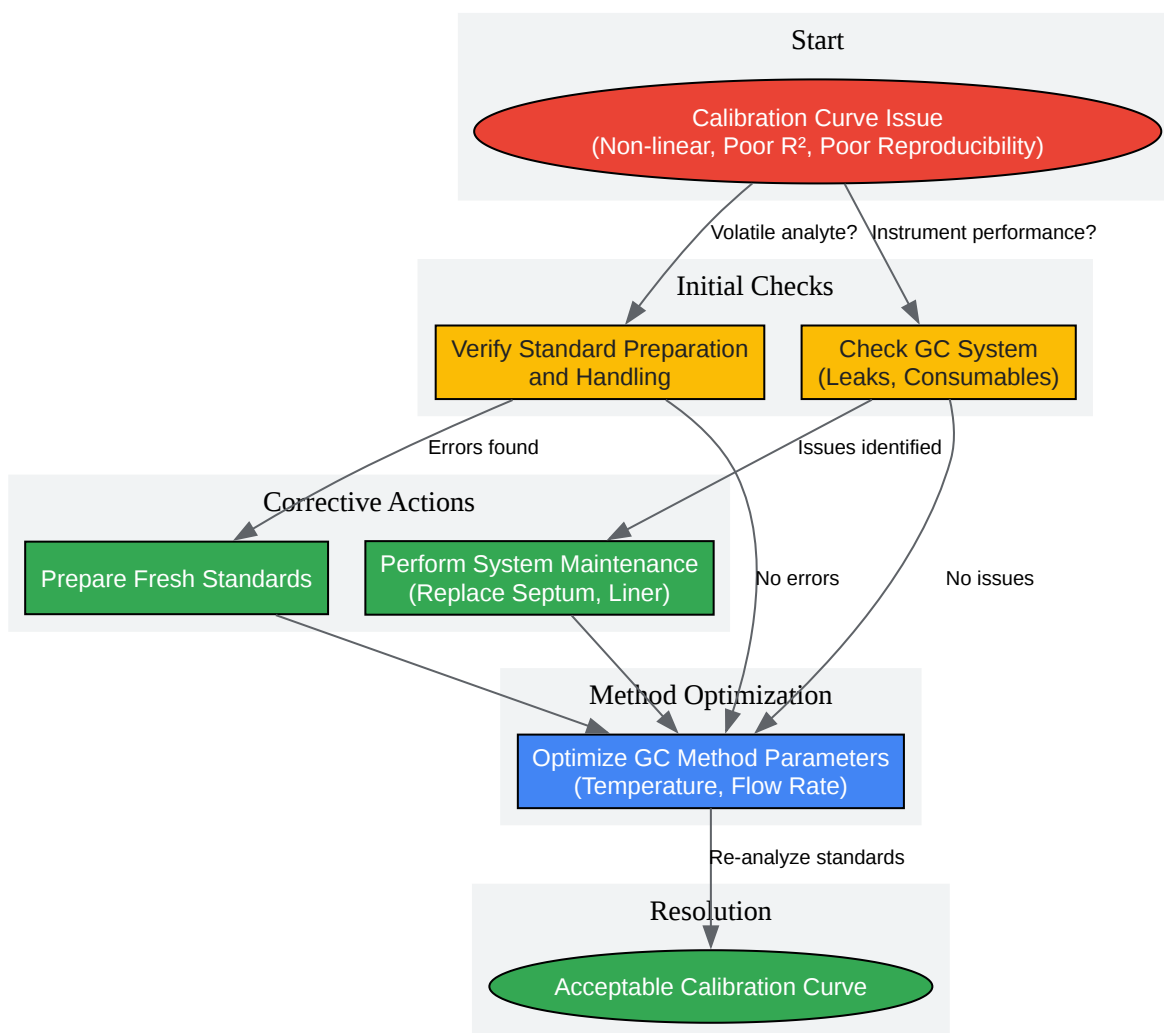 Start
Calibration Curve Issue
(Non-linear, Poor R², Poor Reproducibility)
Volatile analyte?
Instrument performance?
Initial Checks
Verify Standard Preparation
and Handling
Check GC System
(Leaks, Consumables)
Errors found
Issues identified
Corrective Actions
Prepare Fresh Standards
Perform System Maintenance
(Replace Septum, Liner)
No errors
No issues
Method Optimization
Optimize GC Method Parameters
(Temperature, Flow Rate)
Re-analyze standards
Resolution
Acceptable Calibration Curve